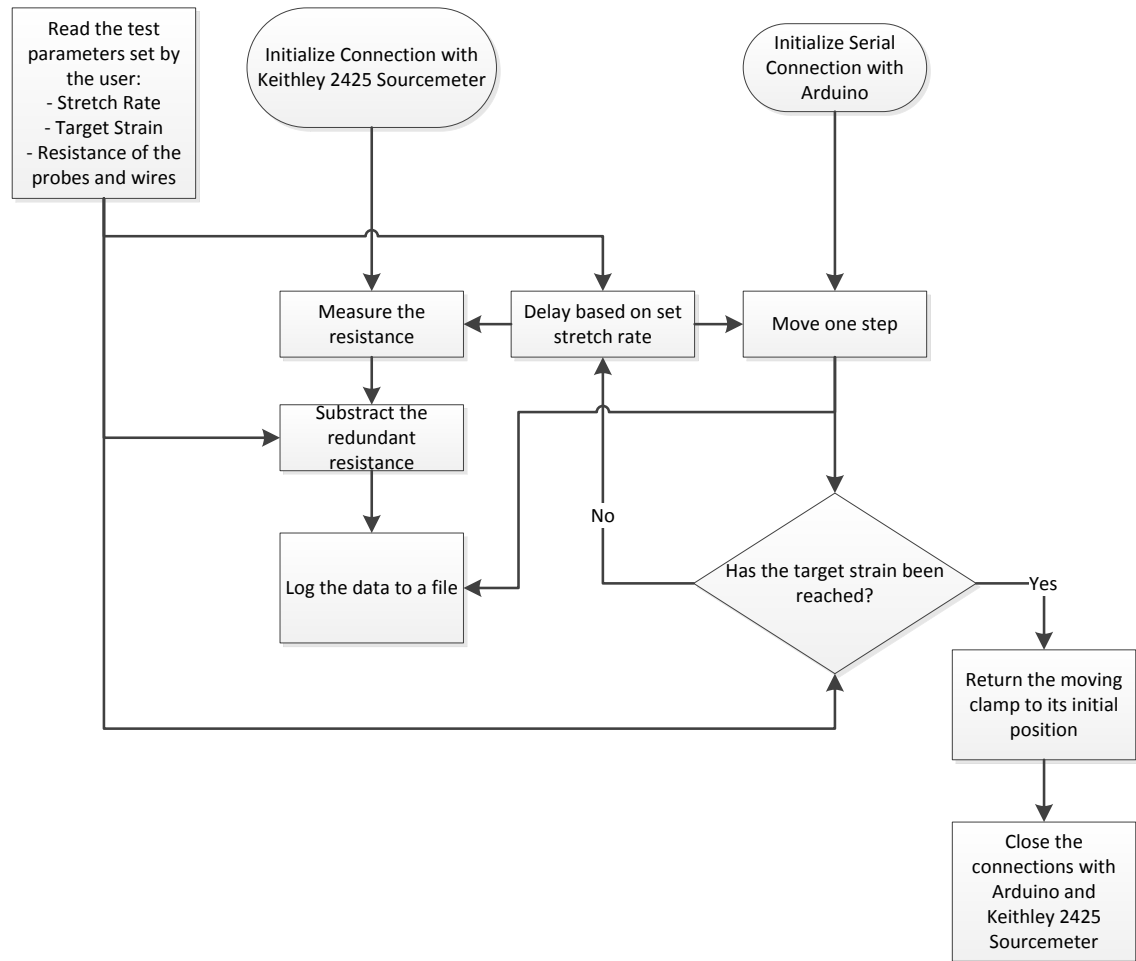 Read the test
parameters set by
the user:
- Stretch Rate
- Target Strain
- Resistance of the
probes and wires
Initialize Connection with
Keithley 2425 Sourcemeter
Initialize Serial
Connection with
Arduino
Measure the
resistance
Delay based on set
stretch rate
Move one step
Substract the
redundant
resistance
Log the data to a file
No
Has the target strain been
reached?
Yes
Return the moving
clamp to its initial
position
Close the
connections with
Arduino and
Keithley 2425
Sourcemeter